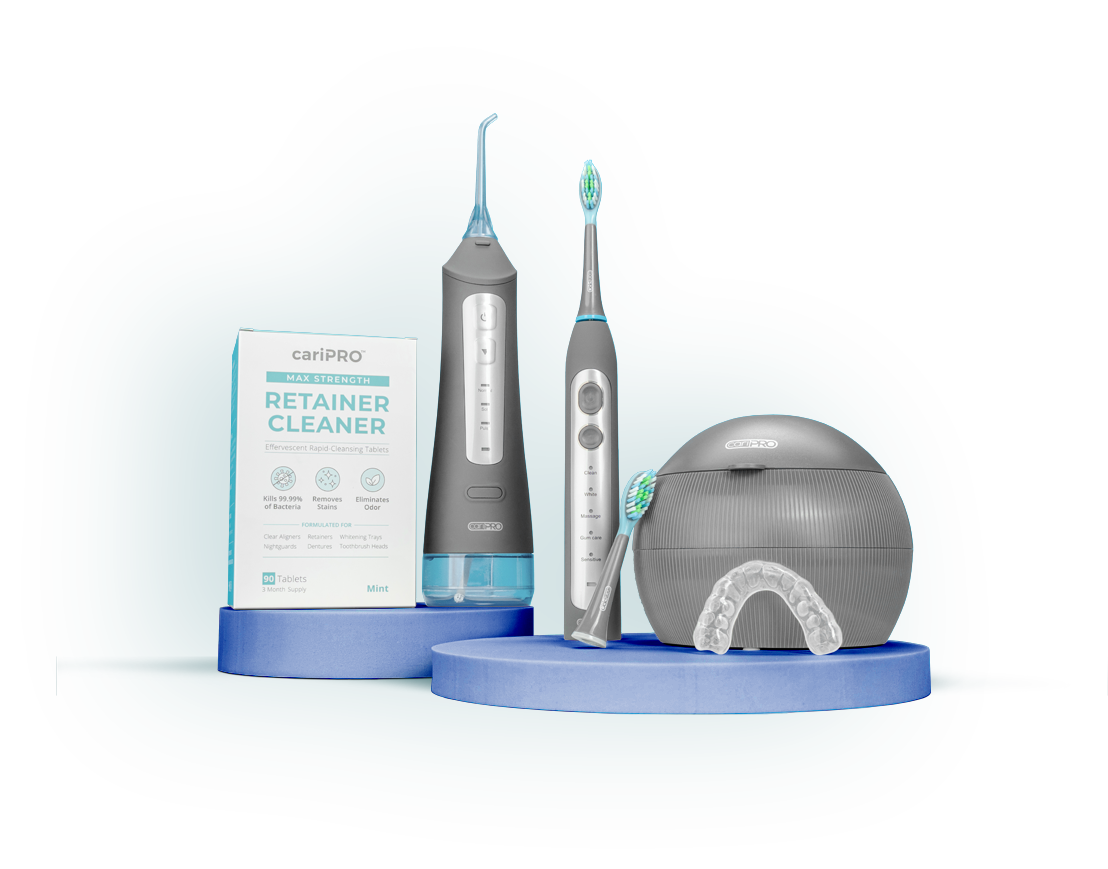 cariPRO™
MAX STRENGTH
RETAINER
CLEANER
Effervescent Rapid-Cleansing Tablets
Kills 99.99%
of Bacteria
Removes
Stains
Eliminates
Odor
FORMULATED FOR
Clear Aligners Retainers Whitening Trays
Nightguards Dentures Toothbrush Heads
90 Tablets
3 Month Supply
Mint
cariPRO
Clean
White
Massage
Gum care
Sensitive
cariPRO